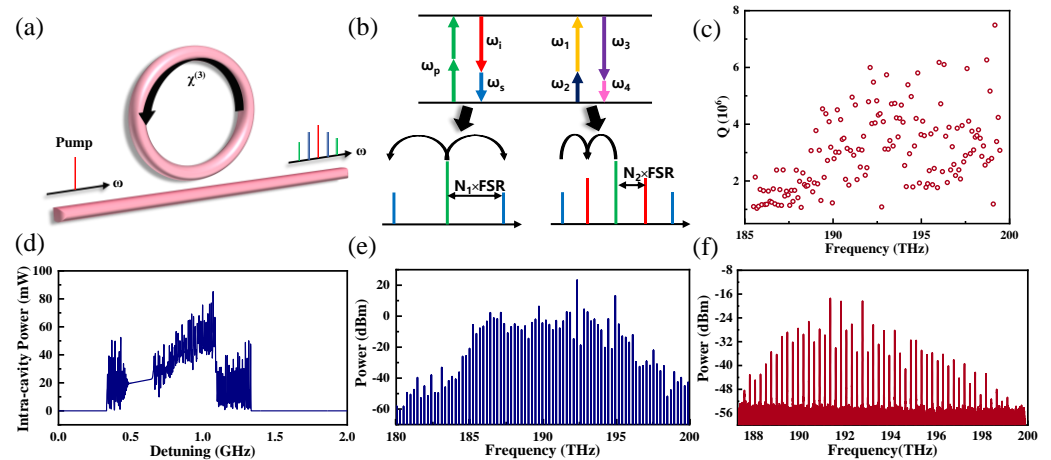 (a)
χ⁽³⁾
Pump
ω
ω
(b)
ωp
ωi
ωs
ω1
ω2
ω3
ω4
N1×FSR
N2×FSR
(c)
Q (10⁶)
8
6
4
2
185
190
195
200
Frequency (THz)
(d)
Intra-cavity Power (mW)
100
80
60
40
20
0
0.0
0.5
1.0
1.5
2.0
Detuning (GHz)
(e)
Power (dBm)
20
0
-20
-40
-60
180
185
190
195
200
Frequency (THz)
(f)
Power (dBm)
-8
-16
-24
-32
-40
-48
-56
188
190
192
194
196
198
200
Frequency(THz)